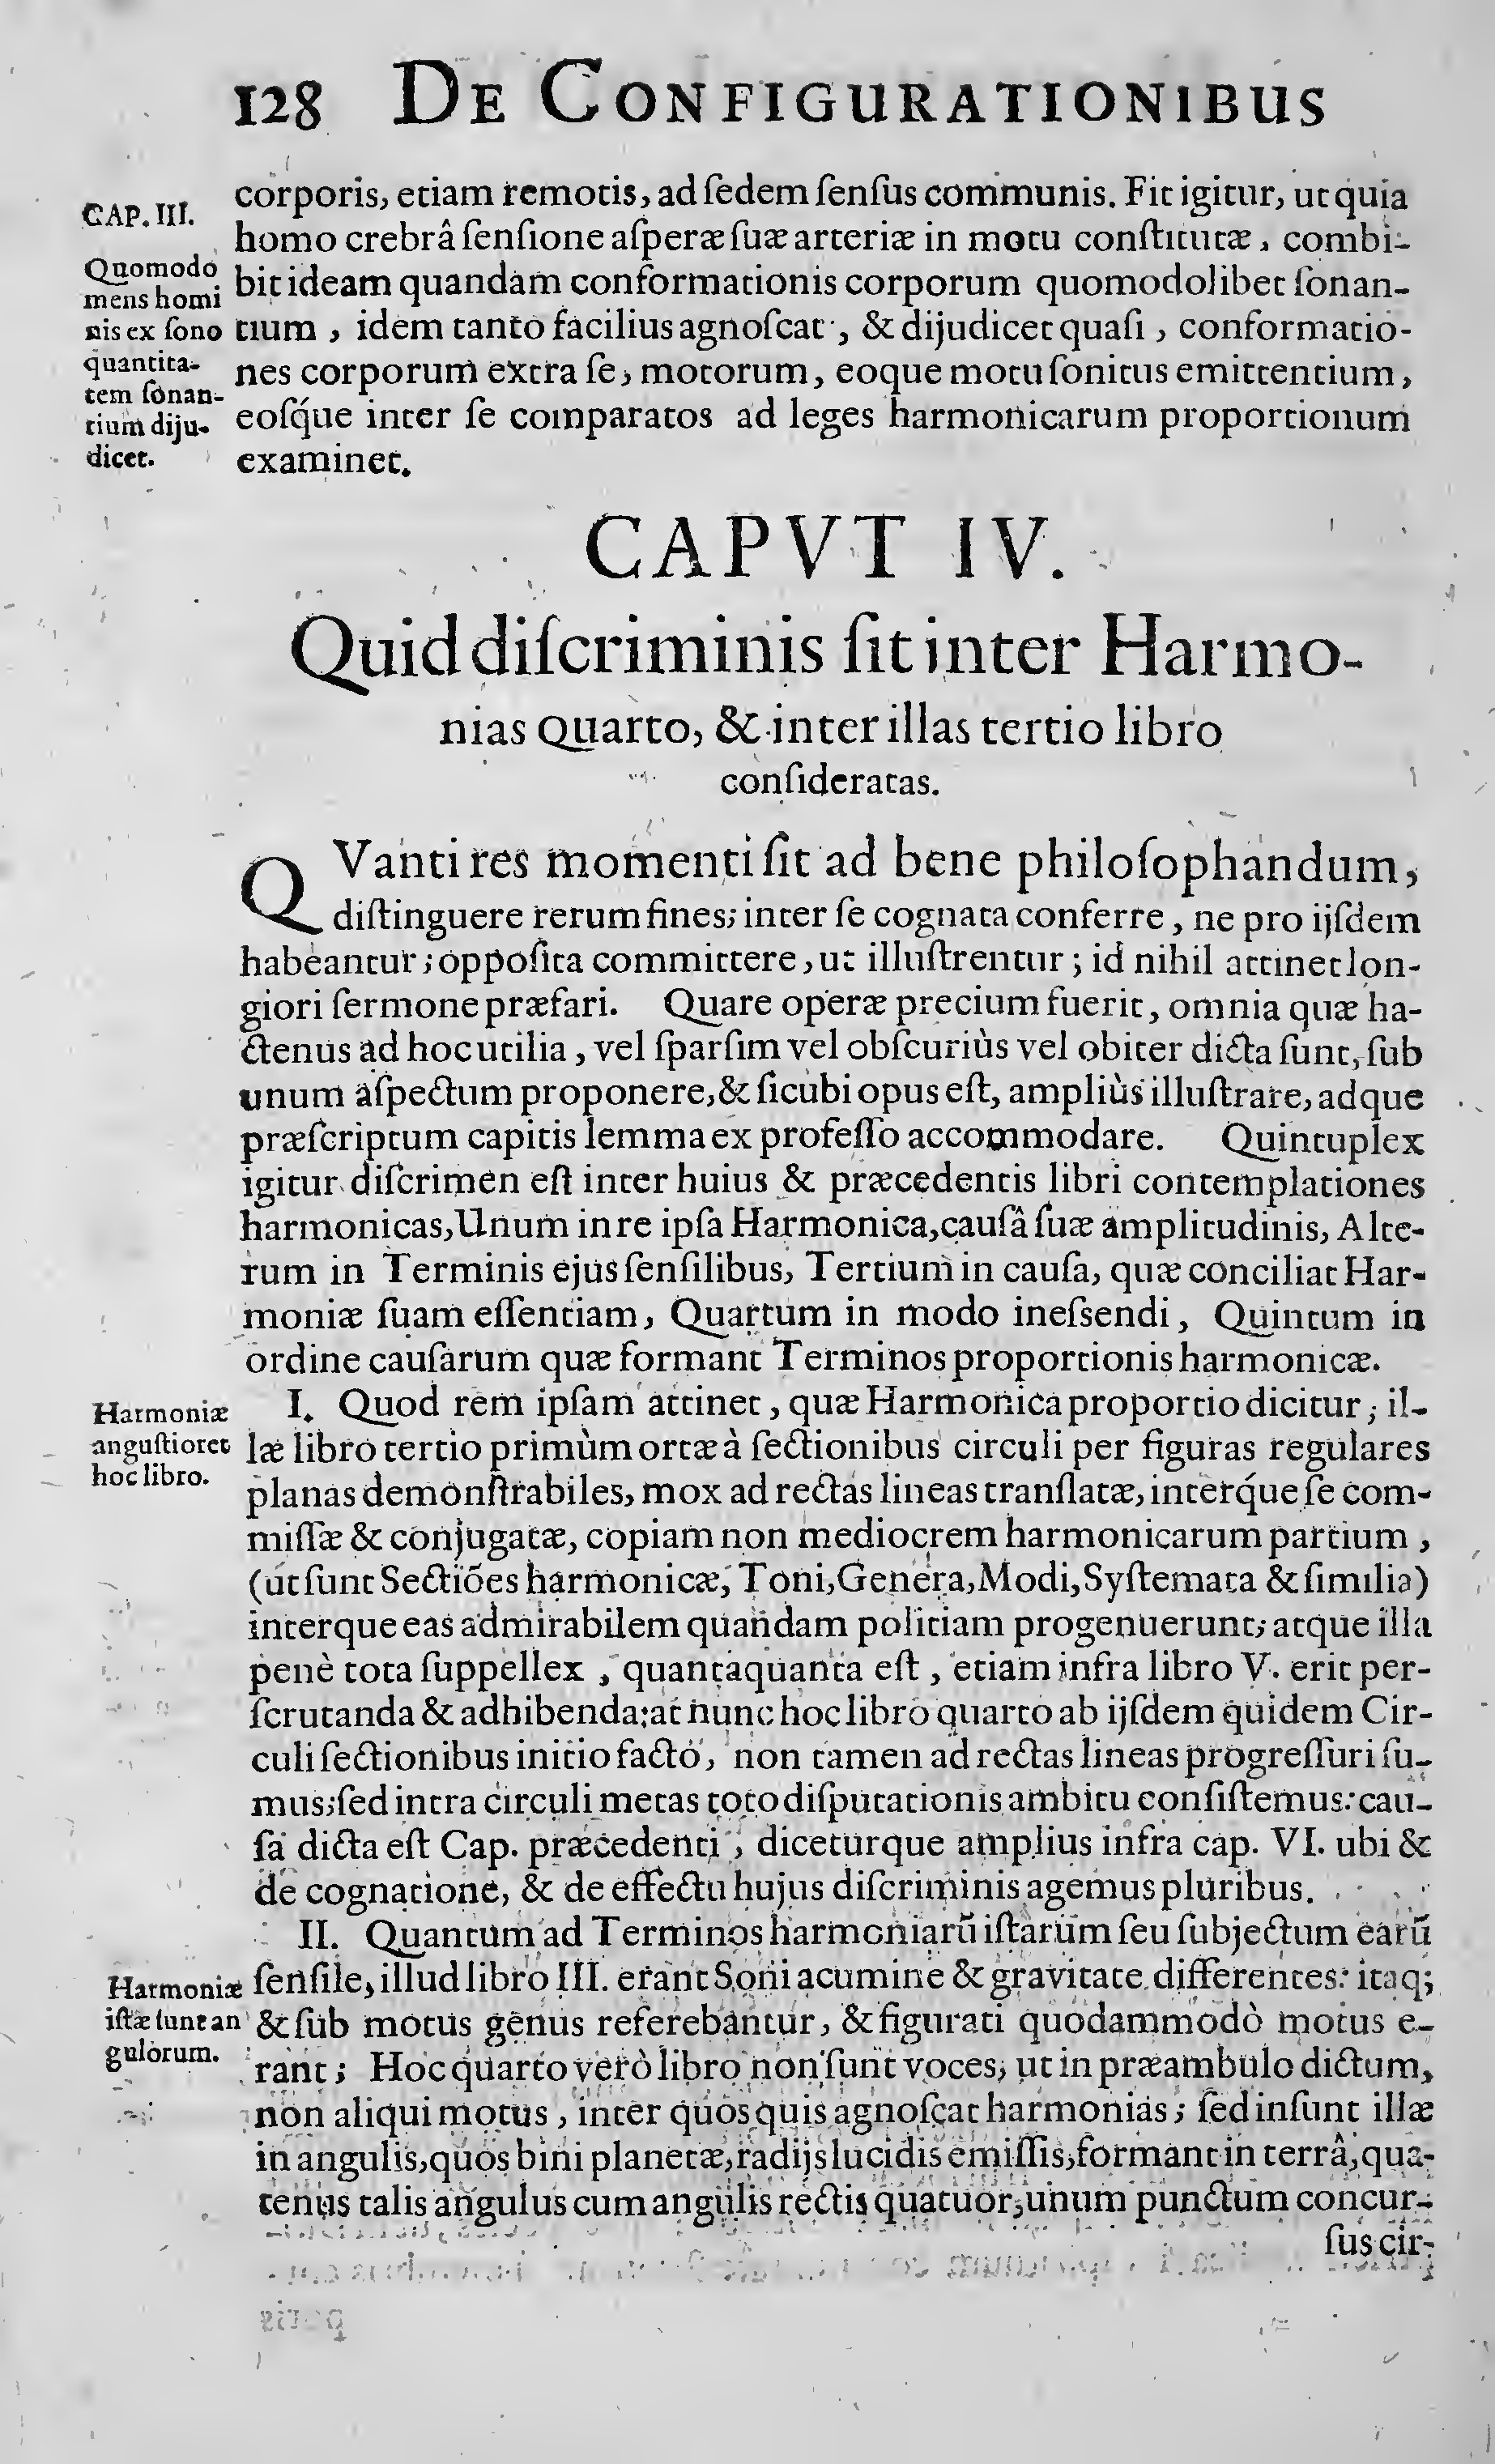 128 DE CONFIGURATIONIBUS
CAP. III.
Quomodo
mens homi
nis ex ſono
quantita-
tem ſonan-
tium diju-
dicet.
corporis, etiam remotis, ad ſedem ſenſus communis. Fit igitur, ut quia
homo crebrâ ſenſione aſperæ ſuæ arteriæ in motu conſtitutæ, combi-
bit ideam quandam conformationis corporum quomodolibet ſonan-
tium, idem tanto facilius agnoſcat, & dijudicet quaſi, conformatio-
nes corporum extra ſe, motorum, eoque motu ſonitus emittentium,
eoſq́ue inter ſe comparatos ad leges harmonicarum proportionum
examinet.
CAPVT IV.
Quid diſcriminis ſit inter Harmo-
nias quarto, & inter illas tertio libro
conſideratas.
QVanti res momenti ſit ad bene philoſophandum,
diſtinguere rerum fines; inter ſe cognata conferre, ne pro ijſdem
habeantur; oppoſita committere, ut illuſtrentur; id nihil attinet lon-
giori ſermone præfari. Quare operæ precium fuerit, omnia quæ ha-
ctenus ad hoc utilia, vel ſparſim vel obſcuriùs vel obiter dicta ſunt, ſub
unum aſpectum proponere, & ſicubi opus eſt, ampliùs illuſtrare, adque
præſcriptum capitis lemma ex profeſſo accommodare. Quintuplex
igitur diſcrimen eſt inter huius & præcedentis libri contemplationes
harmonicas, Unum in re ipſa Harmonica, cauſâ ſuæ amplitudinis, Alte-
rum in Terminis ejus ſenſilibus, Tertium in cauſa, quæ conciliat Har-
moniæ ſuam eſſentiam, Quartum in modo ineſsendi, Quintum in
ordine cauſarum quæ formant Terminos proportionis harmonicæ.
Harmoniæ
anguſtiores
hoc libro.
I. Quod rem ipſam attinet, quæ Harmonica proportio dicitur; il-
læ libro tertio primùm ortæ à ſectionibus circuli per figuras regulares
planas demonſtrabiles, mox ad rectas lineas tranſlatæ, interq́ue ſe com-
miſſæ & conjugatæ, copiam non mediocrem harmonicarum partium,
(ut ſunt Sectiões harmonicæ, Toni, Genera, Modi, Syſtemata & ſimilia)
interque eas admirabilem quandam politiam progenuerunt; atque illa
penè tota ſuppellex, quantaquanta eſt, etiam infra libro V. erit per-
ſcrutanda & adhibenda: at nunc hoc libro quarto ab ijſdem quidem Cir-
culi ſectionibus initio facto, non tamen ad rectas lineas progreſſuri ſu-
mus; ſed intra circuli metas toto diſputationis ambitu conſiſtemus: cau-
ſa dicta eſt Cap. præcedenti, diceturque amplius infra cap. VI. ubi &
de cognatione, & de effectu hujus diſcriminis agemus pluribus.
Harmoniæ
iſtæ ſunt an
gulorum.
II. Quantum ad Terminos harmoniarũ iſtarum ſeu ſubjectum earũ
ſenſile, illud libro III. erant Soni acumine & gravitate differentes: itaq;
& ſub motus genus referebantur, & figurati quodammodò motus e-
rant; Hoc quarto verò libro non ſunt voces, ut in præambulo dictum,
non aliqui motus, inter quos quis agnoſcat harmonias; ſed inſunt illæ
in angulis, quos bini planetæ, radijs lucidis emiſſis, formant in terrâ, qua-
tenus talis angulus cum angulis rectis quatuor, unum punctum concur-
ſus cir-